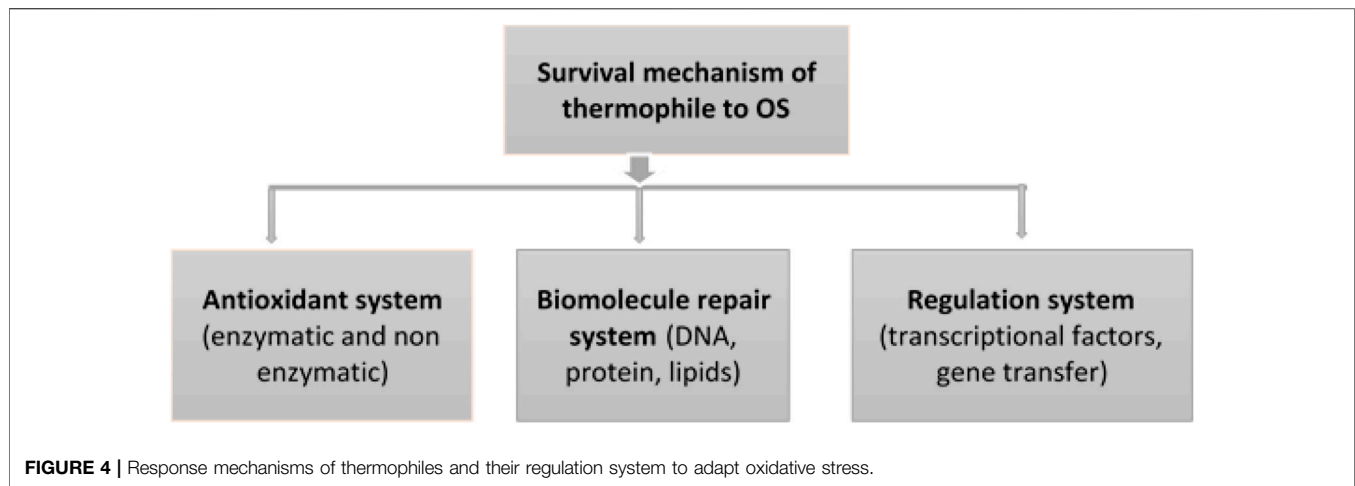 Survival mechanism of
thermophile to OS
Antioxidant system
(enzymatic and non
enzymatic)
Biomolecule repair
system (DNA,
protein, lipids)
Regulation system
(transcriptional factors,
gene transfer)
FIGURE 4 | Response mechanisms of thermophiles and their regulation system to adapt oxidative stress.